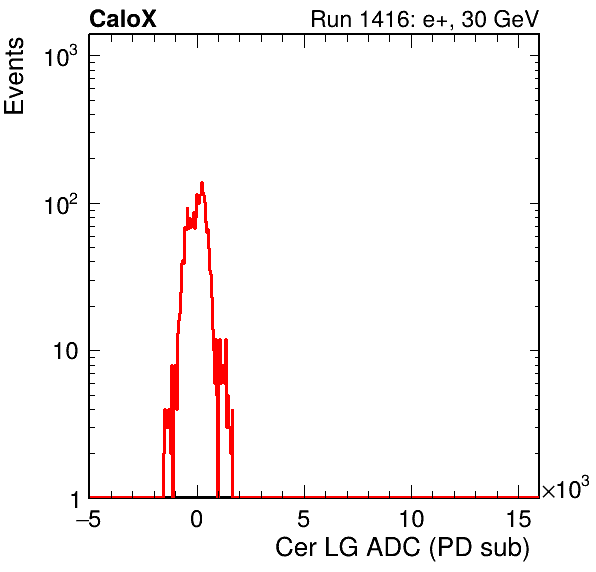 CaloX Run 1416: e+, 30 GeV
Events
10³
10²
10
1
−5 0 5 10 15 ×10³
Cer LG ADC (PD sub)